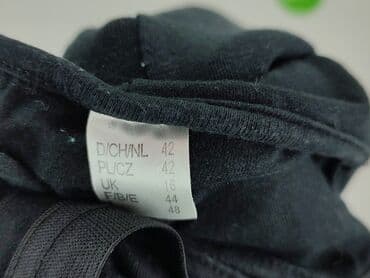 D/CH/NL 42
PL/CZ 42
UK 16
F/B/E 44
48